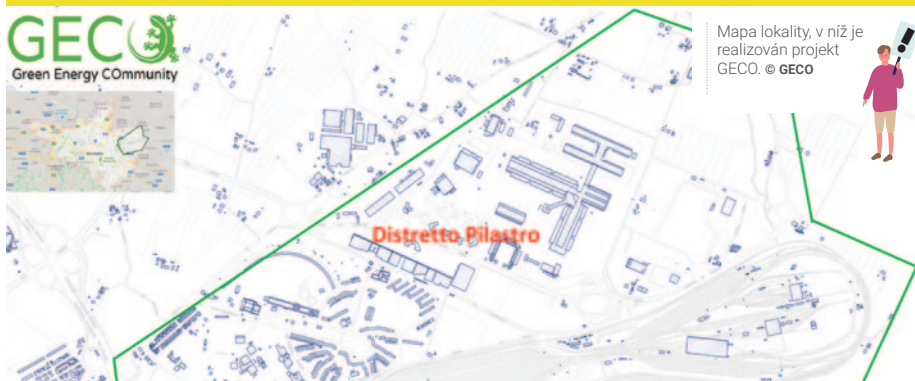 GECO
Green Energy COmmunity
Mapa lokality, v níž je
realizován projekt
GECO. © GECO
Distretto Pilastro